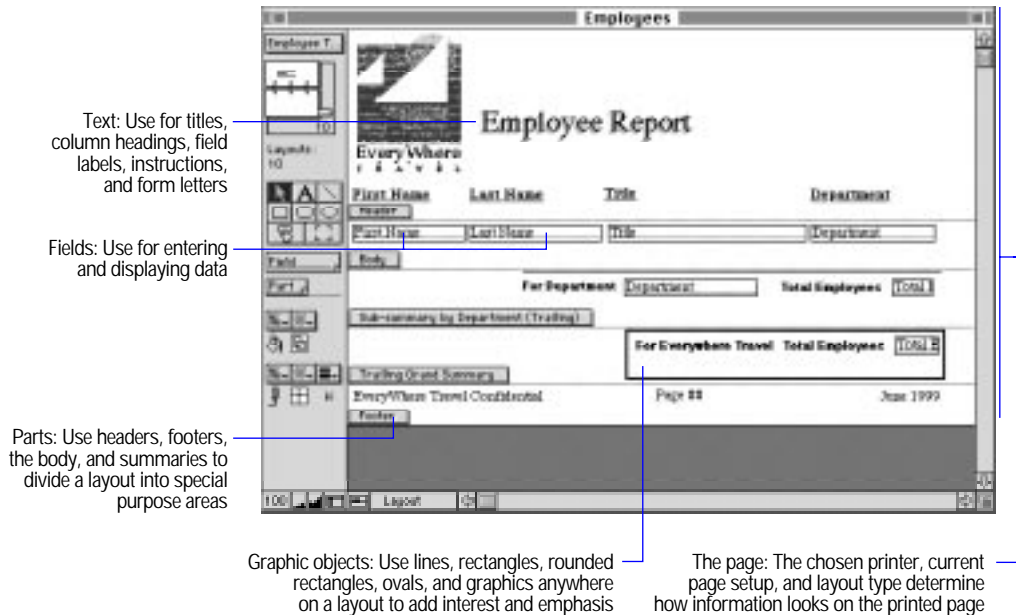 Employees
Employee T...
10
Layouts:
10
Text: Use for titles,
column headings, field
labels, instructions,
and form letters
Employee Report
EveryWhere
First Name Last Name Title Department
Header
Fields: Use for entering
and displaying data
First Name Last Name Title Department
Field
Body
Part
For Department Department Total Employees Total
Sub-summary by Department (Trailing)
For Everywhere Travel Total Employees Total E
Trailing Grand Summary
EveryWhere Travel Confidential Page ## June 1999
Footer
Parts: Use headers, footers,
the body, and summaries to
divide a layout into special
purpose areas
100 Layout
Graphic objects: Use lines, rectangles, rounded
rectangles, ovals, and graphics anywhere
on a layout to add interest and emphasis
The page: The chosen printer, current
page setup, and layout type determine
how information looks on the printed page